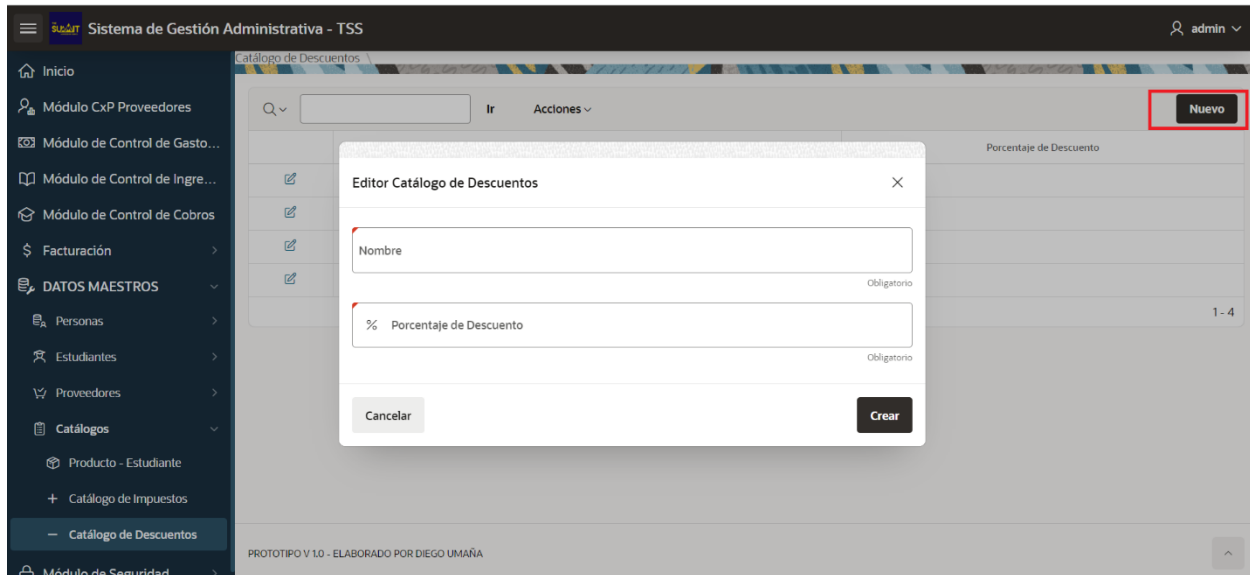 SUMMIT
Sistema de Gestión Administrativa - TSS
admin
Inicio
Módulo CxP Proveedores
Módulo de Control de Gasto...
Módulo de Control de Ingre...
Módulo de Control de Cobros
$ Facturación
DATOS MAESTROS
Personas
Estudiantes
Proveedores
Catálogos
Producto - Estudiante
+ Catálogo de Impuestos
− Catálogo de Descuentos
Módulo de Seguridad
Catálogo de Descuentos \
Ir
Acciones
Nuevo
Porcentaje de Descuento
1 - 4
Editor Catálogo de Descuentos
Nombre
Obligatorio
% Porcentaje de Descuento
Obligatorio
Cancelar
Crear
PROTOTIPO V 1.0 - ELABORADO POR DIEGO UMAÑA